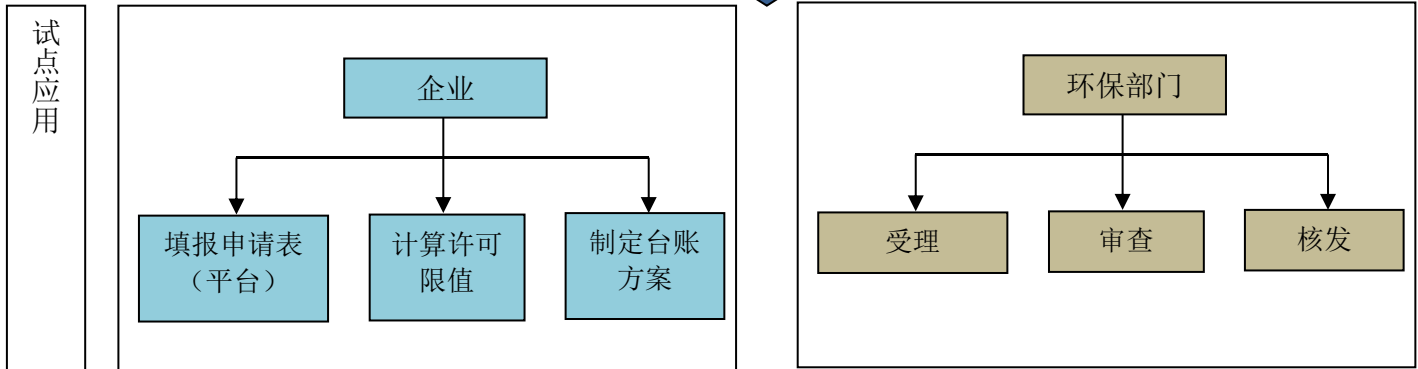 试点应用
企业
填报申请表
（平台）
计算许可
限值
制定台账
方案
环保部门
受理
审查
核发